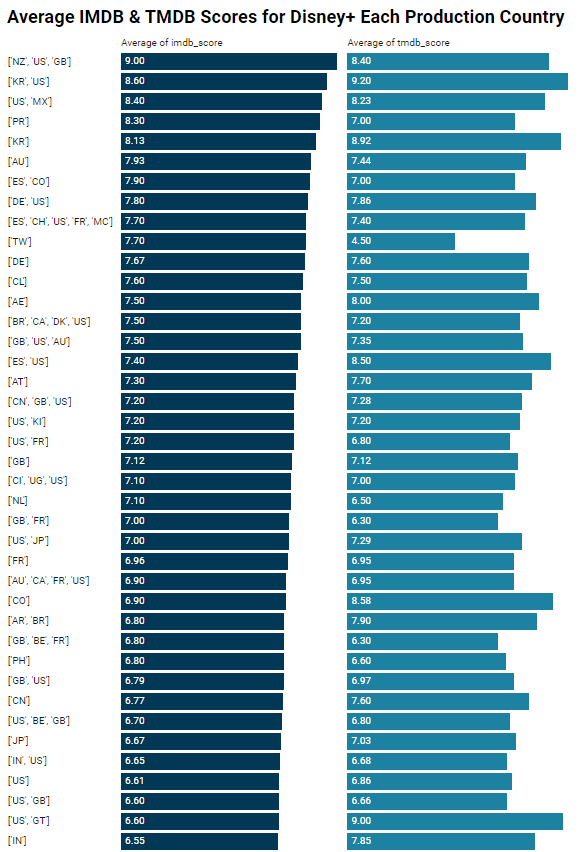 Average IMDB & TMDB Scores for Disney+ Each Production Country
Average of imdb_score Average of tmdb_score
['NZ', 'US', 'GB'] 9.00 8.40
['KR', 'US'] 8.60 9.20
['US', 'MX'] 8.40 8.23
['PR'] 8.30 7.00
['KR'] 8.13 8.92
['AU'] 7.93 7.44
['ES', 'CO'] 7.90 7.00
['DE', 'US'] 7.80 7.86
['ES', 'CH', 'US', 'FR', 'MC'] 7.70 7.40
['TW'] 7.70 4.50
['DE'] 7.67 7.60
['CL'] 7.60 7.50
['AE'] 7.50 8.00
['BR', 'CA', 'DK', 'US'] 7.50 7.20
['GB', 'US', 'AU'] 7.50 7.35
['ES', 'US'] 7.40 8.50
['AT'] 7.30 7.70
['CN', 'GB', 'US'] 7.20 7.28
['US', 'KI'] 7.20 7.20
['US', 'FR'] 7.20 6.80
['GB'] 7.12 7.12
['CI', 'UG', 'US'] 7.10 7.00
['NL'] 7.10 6.50
['GB', 'FR'] 7.00 6.30
['US', 'JP'] 7.00 7.29
['FR'] 6.96 6.95
['AU', 'CA', 'FR', 'US'] 6.90 6.95
['CO'] 6.90 8.58
['AR', 'BR'] 6.80 7.90
['GB', 'BE', 'FR'] 6.80 6.30
['PH'] 6.80 6.60
['GB', 'US'] 6.79 6.97
['CN'] 6.77 7.60
['US', 'BE', 'GB'] 6.70 6.80
['JP'] 6.67 7.03
['IN', 'US'] 6.65 6.68
['US'] 6.61 6.86
['US', 'GB'] 6.60 6.66
['US', 'GT'] 6.60 9.00
['IN'] 6.55 7.85